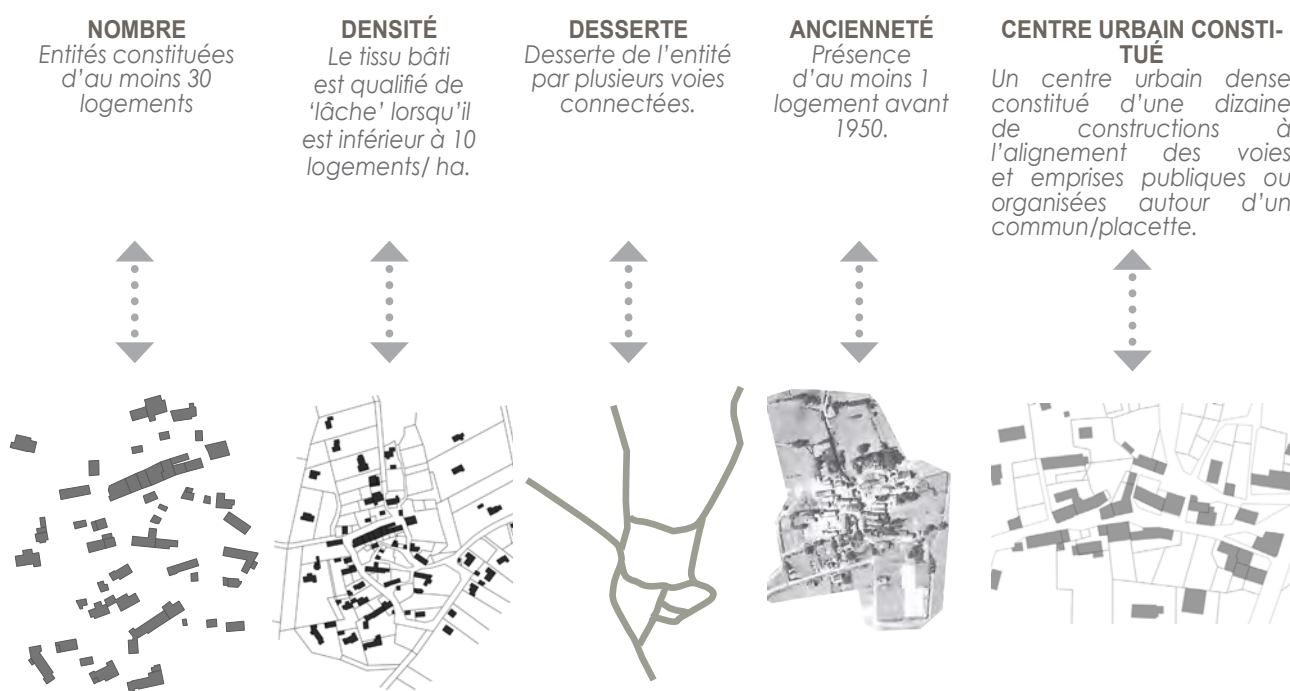 NOMBRE
Entités constituées
d'au moins 30
logements
DENSITÉ
Le tissu bâti
est qualifié de
'lâche' lorsqu'il
est inférieur à 10
logements/ ha.
DESSERTE
Desserte de l'entité
par plusieurs voies
connectées.
ANCIENNETÉ
Présence
d'au moins 1
logement avant
1950.
CENTRE URBAIN CONSTI-
TUÉ
Un centre urbain dense
constitué d'une dizaine
de constructions à
l'alignement des voies
et emprises publiques ou
organisées autour d'un
commun/placette.